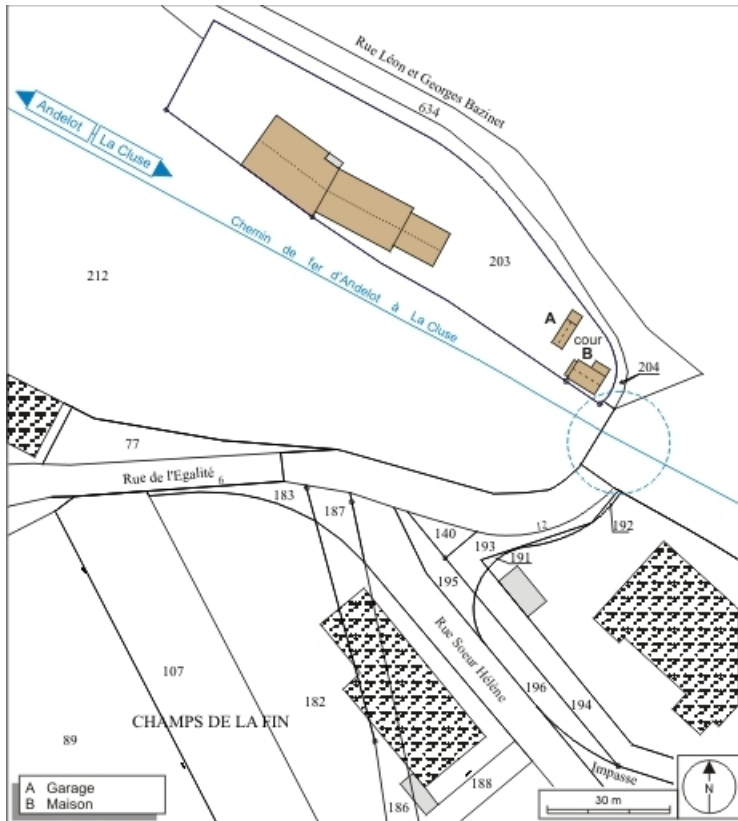 Rue Léon et Georges Bazinet
634
Andelot
La Cluse
Chemin de fer d'Andelot à La Cluse
203
212
A
cour
B
204
77
Rue de l'Egalité
6
183
187
12
192
140
193
191
195
Rue Soeur Hélène
107
182
196
194
CHAMPS DE LA FIN
89
Impasse
188
186
A Garage
B Maison
30 m
N